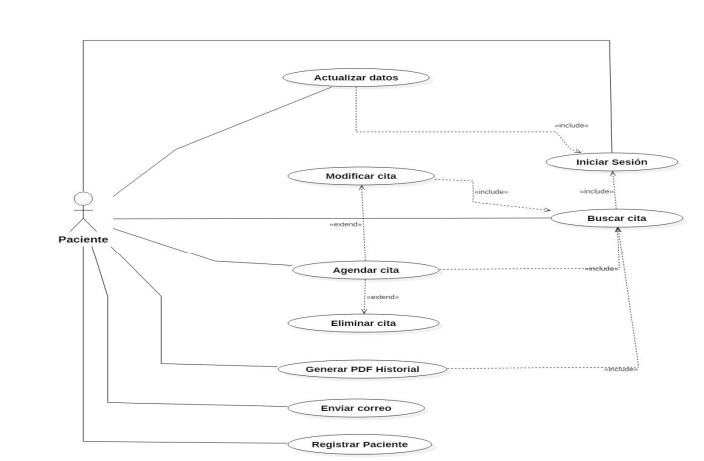 Actualizar datos
«include»
Iniciar Sesión
Modificar cita
«include»
«include»
Buscar cita
«extend»
Paciente
Agendar cita
«include»
«extend»
Eliminar cita
Generar PDF Historial
«include»
Enviar correo
Registrar Paciente